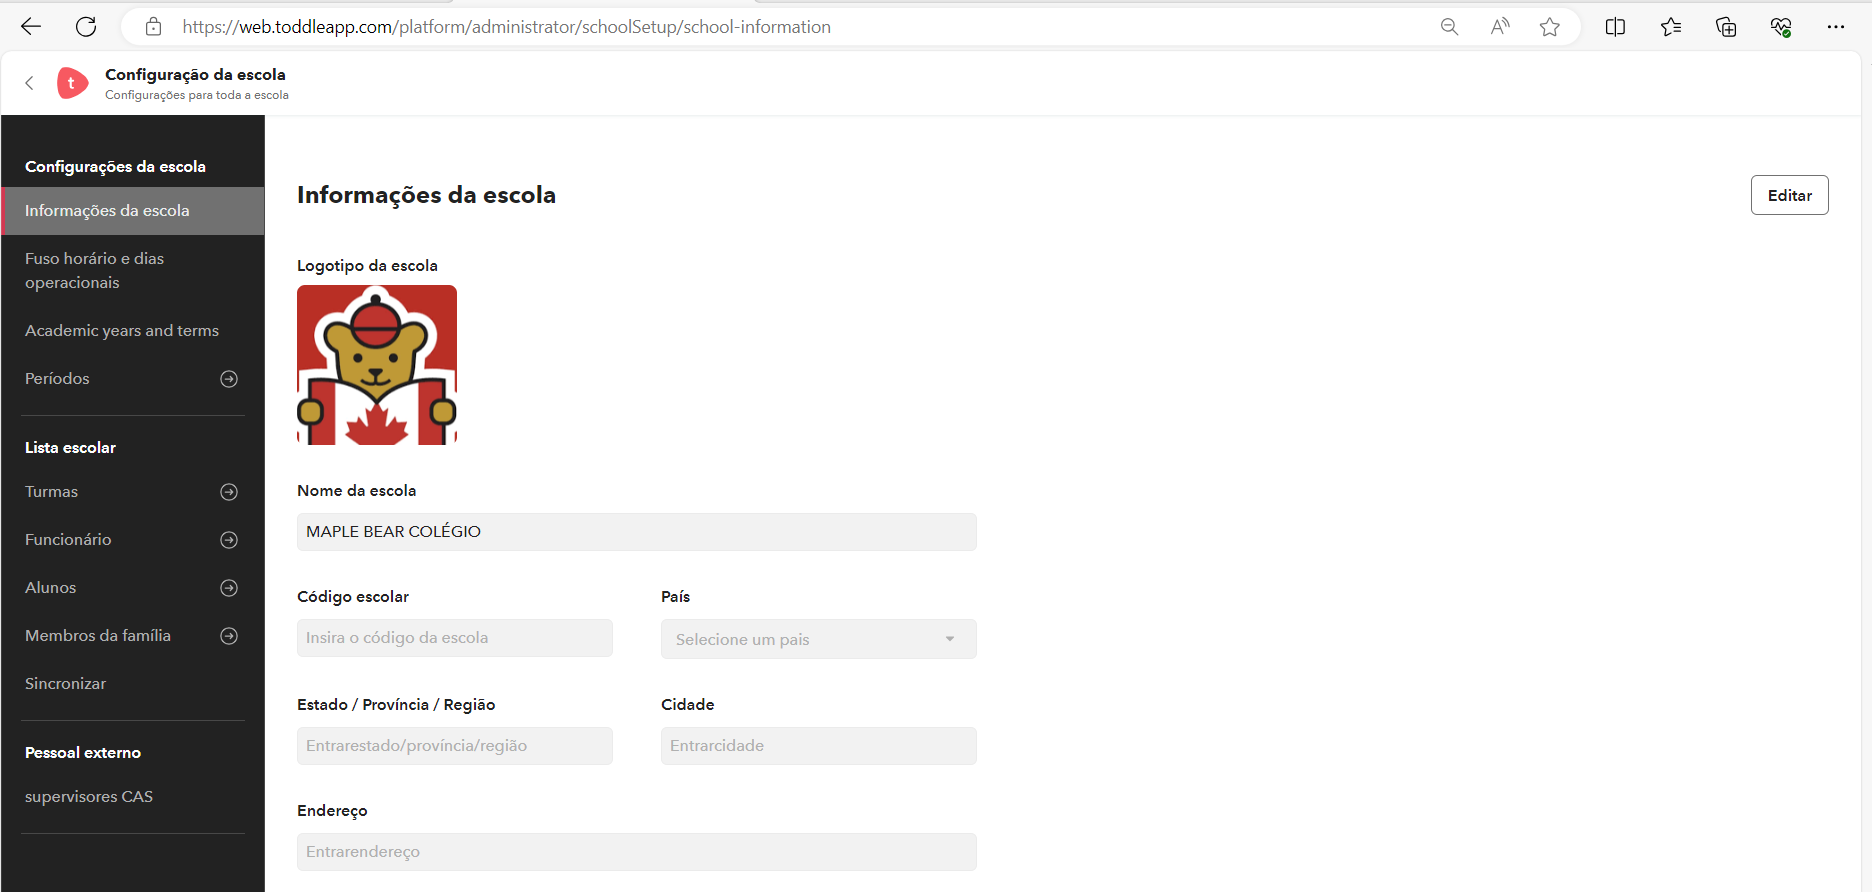 https://web.toddleapp.com/platform/administrator/schoolSetup/school-information
t
Configuração da escola
Configurações para toda a escola
Configurações da escola
Informações da escola
Fuso horário e dias
operacionais
Academic years and terms
Períodos
Lista escolar
Turmas
Funcionário
Alunos
Membros da família
Sincronizar
Pessoal externo
supervisores CAS
Informações da escola
Editar
Logotipo da escola
Nome da escola
MAPLE BEAR COLÉGIO
Código escolar
País
Insira o código da escola
Selecione um pais
Estado / Província / Região
Cidade
Entrarestado/província/região
Entrarcidade
Endereço
Entrarendereço